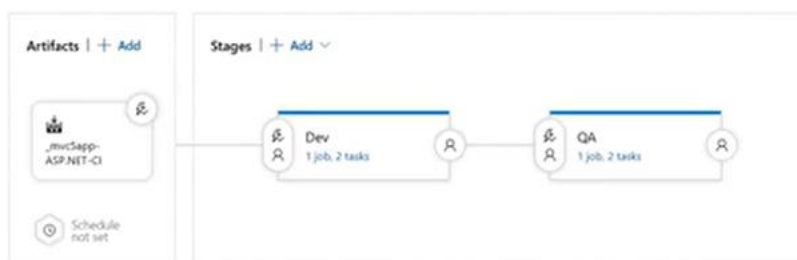 Artifacts | + Add
Stages | + Add
_mvc5app-
ASP.NET-CI
Dev
1 job, 2 tasks
QA
1 job, 2 tasks
Schedule
not set